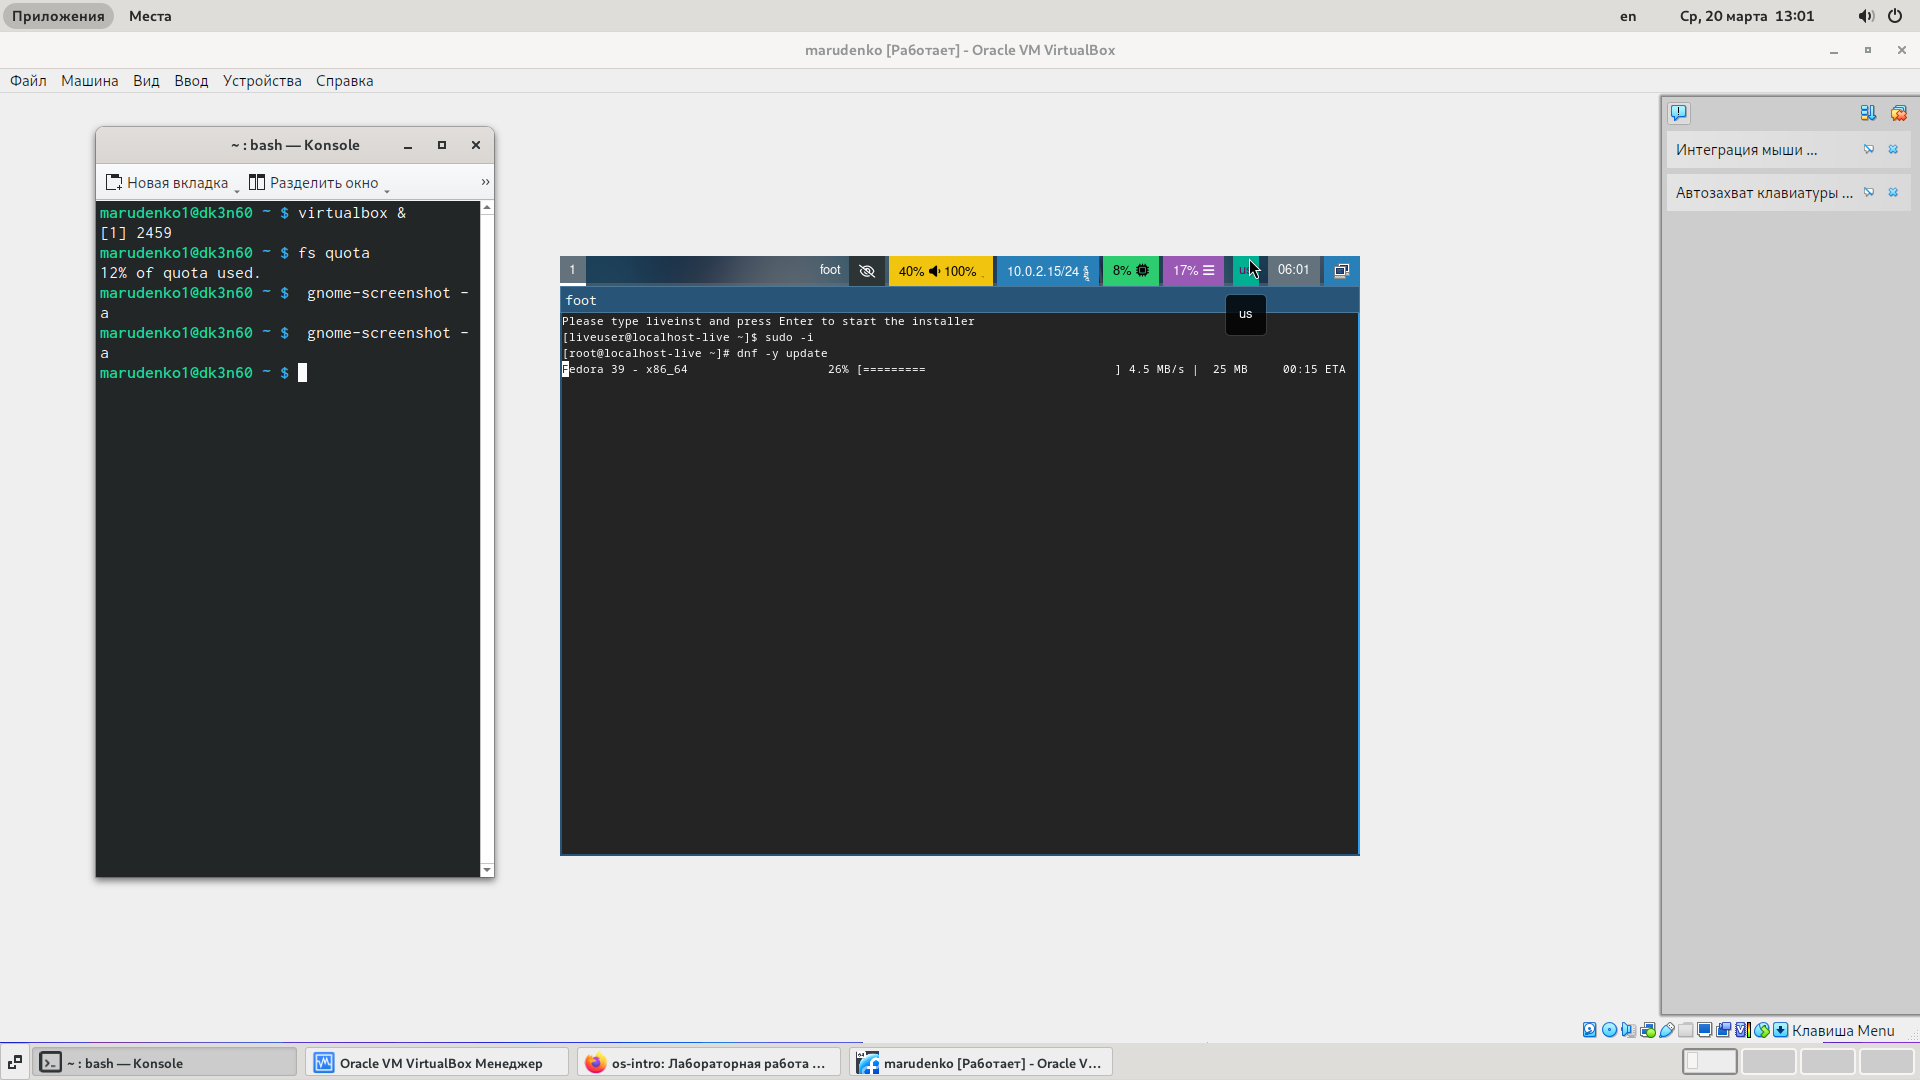 Приложения Места en Ср, 20 марта 13:01
marudenko [Работает] - Oracle VM VirtualBox
Файл Машина Вид Ввод Устройства Справка
~ : bash — Konsole
Новая вкладка Разделить окно »
marudenko1@dk3n60 ~ $ virtualbox &
[1] 2459
marudenko1@dk3n60 ~ $ fs quota
12% of quota used.
marudenko1@dk3n60 ~ $  gnome-screenshot -
a
marudenko1@dk3n60 ~ $  gnome-screenshot -
a
marudenko1@dk3n60 ~ $
1 foot 40% 100% 10.0.2.15/24 8% 17% 06:01
foot
us
Please type liveinst and press Enter to start the installer
[liveuser@localhost-live ~]$ sudo -i
[root@localhost-live ~]# dnf -y update
Fedora 39 - x86_64 26% [========= ] 4.5 MB/s | 25 MB 00:15 ETA
Интеграция мыши ...
Автозахват клавиатуры ...
Клавиша Menu
~ : bash — Konsole
Oracle VM VirtualBox Менеджер
os-intro: Лабораторная работа ...
marudenko [Работает] - Oracle V...